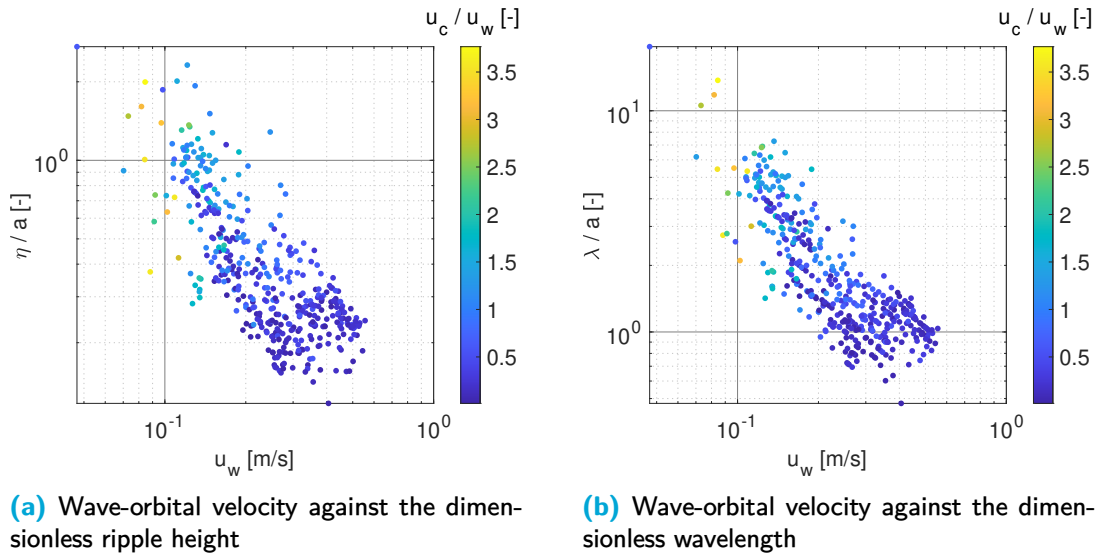 u_c / u_w [-]
3.5
3
2.5
2
1.5
1
0.5
10^0
η / a [-]
10^-1
10^0
u_w [m/s]
(a) Wave-orbital velocity against the dimen-
sionless ripple height
u_c / u_w [-]
3.5
3
2.5
2
1.5
1
0.5
10^1
10^0
λ / a [-]
10^-1
10^0
u_w [m/s]
(b) Wave-orbital velocity against the dimen-
sionless wavelength